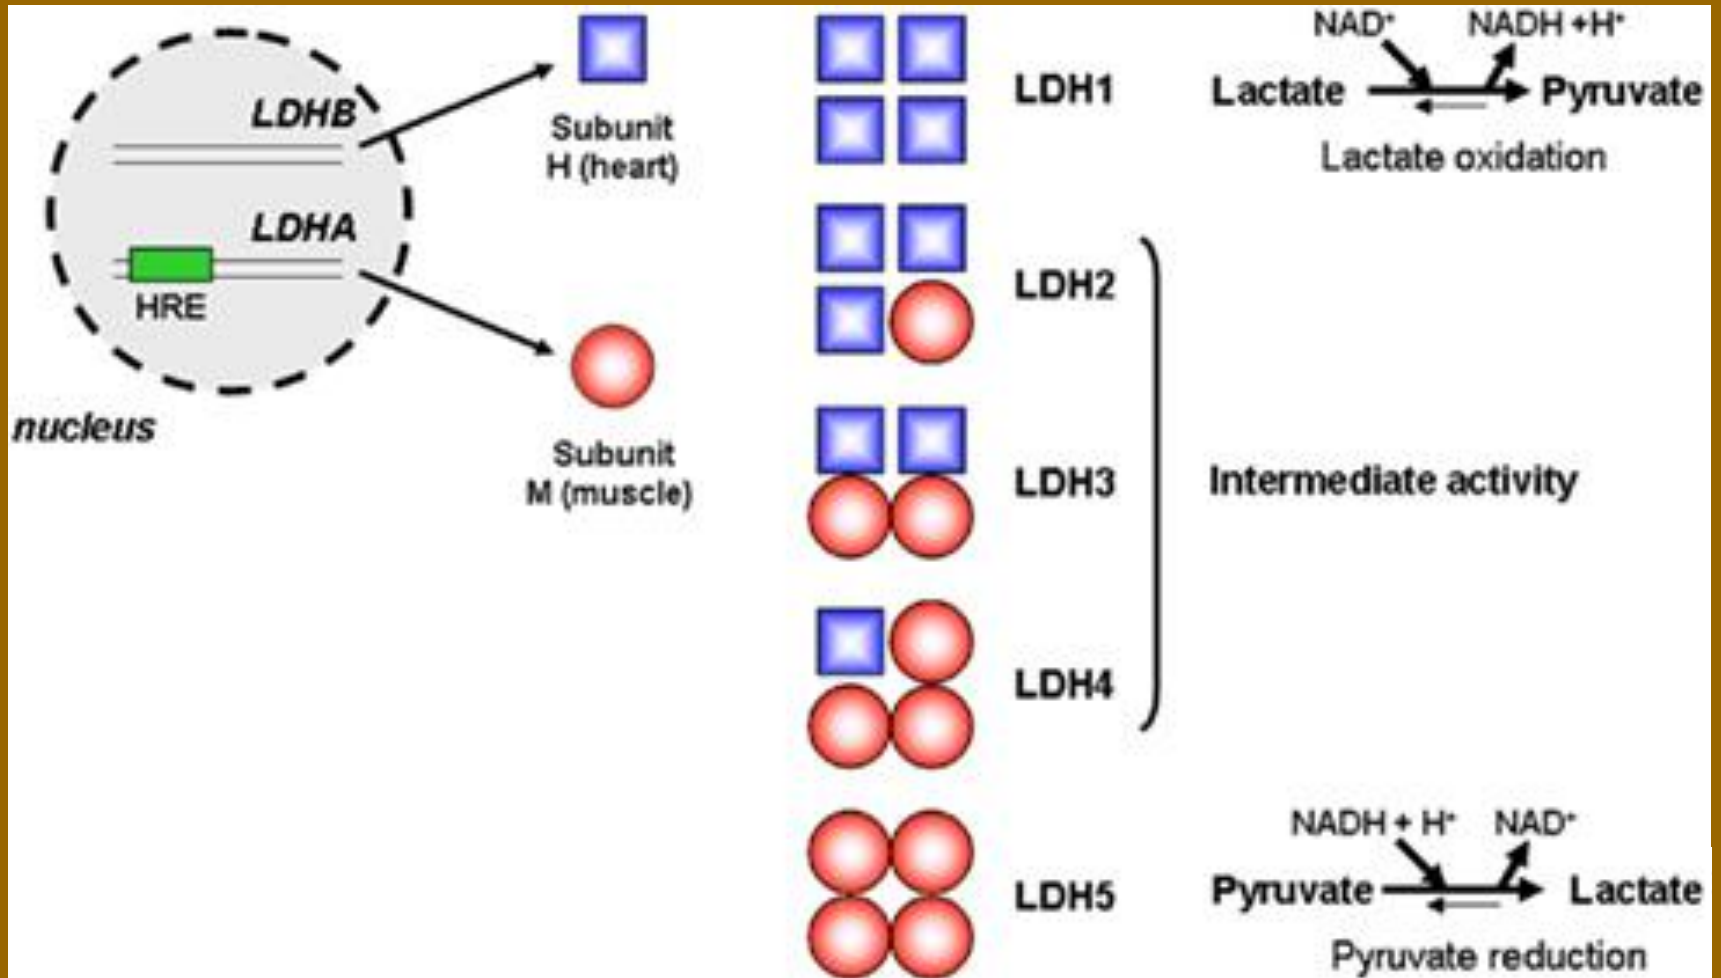 LDHB
LDHA
HRE
nucleus
Subunit
H (heart)
Subunit
M (muscle)
LDH1
LDH2
LDH3
LDH4
LDH5
NAD⁺ NADH +H⁺
Lactate Pyruvate
Lactate oxidation
Intermediate activity
NADH + H⁺ NAD⁺
Pyruvate Lactate
Pyruvate reduction